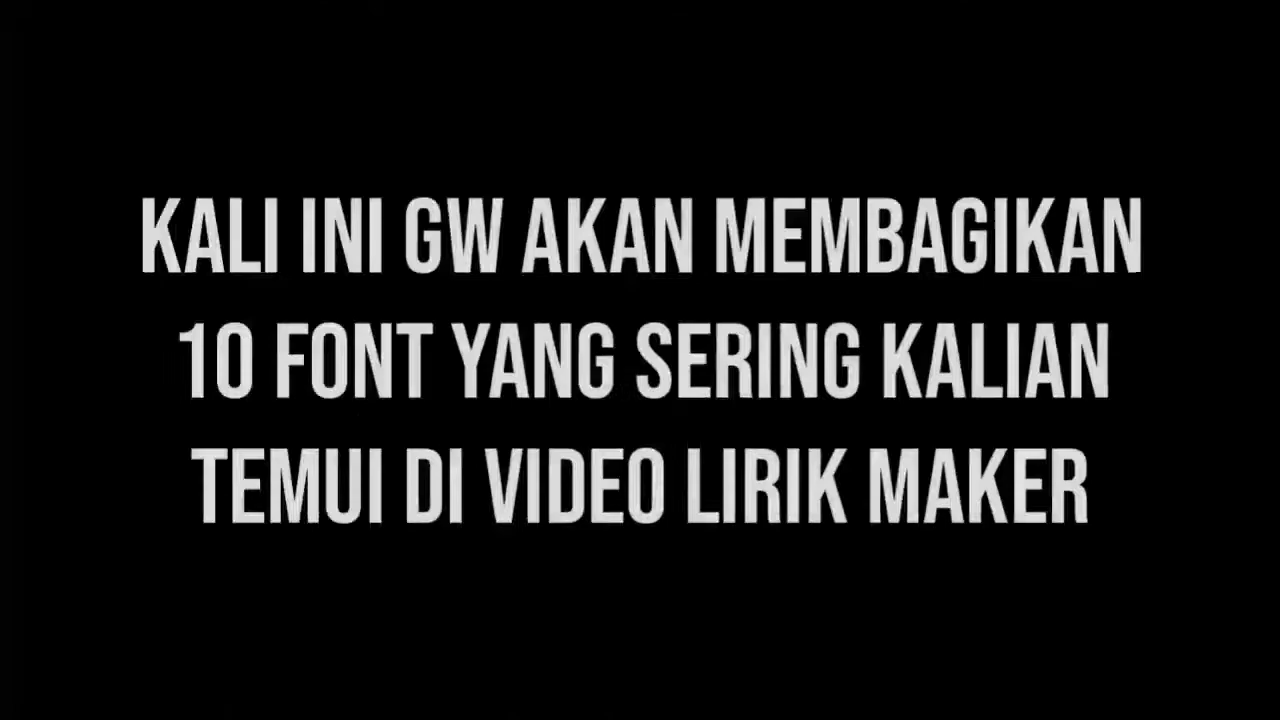 KALI INI GW AKAN MEMBAGIKAN
10 FONT YANG SERING KALIAN
TEMUI DI VIDEO LIRIK MAKER